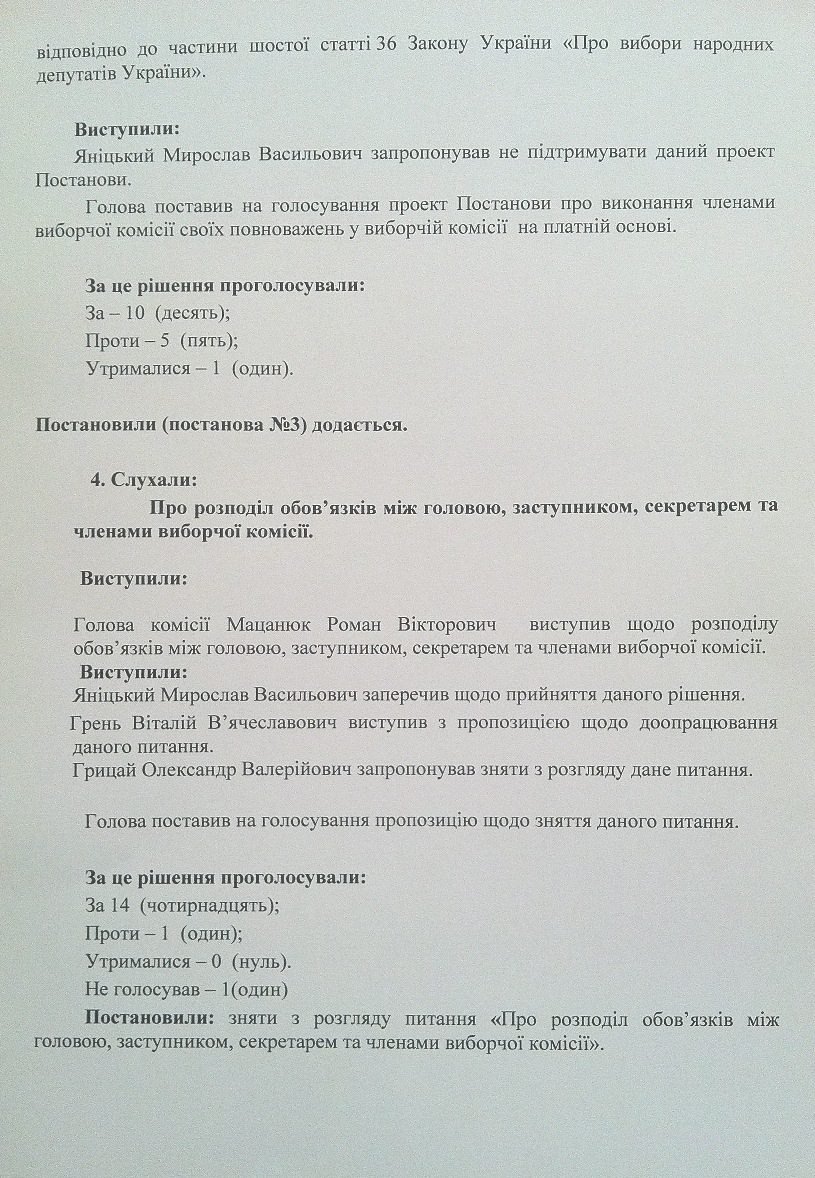 відповідно до частини шостої статті 36 Закону України «Про вибори народних
депутатів України».
Виступили:
Яніцький Мирослав Васильович запропонував не підтримувати даний проект
Постанови.
Голова поставив на голосування проект Постанови про виконання членами
виборчої комісії своїх повноважень у виборчій комісії на платній основі.
За це рішення проголосували:
За – 10 (десять);
Проти – 5 (пять);
Утрималися – 1 (один).
Постановили (постанова №3) додається.
4. Слухали:
Про розподіл обов’язків між головою, заступником, секретарем та
членами виборчої комісії.
Виступили:
Голова комісії Мацанюк Роман Вікторович виступив щодо розподілу
обов’язків між головою, заступником, секретарем та членами виборчої комісії.
Виступили:
Яніцький Мирослав Васильович заперечив щодо прийняття даного рішення.
Грень Віталій В’ячеславович виступив з пропозицією щодо доопрацювання
даного питання.
Грицай Олександр Валерійович запропонував зняти з розгляду дане питання.
Голова поставив на голосування пропозицію щодо зняття даного питання.
За це рішення проголосували:
За 14 (чотирнадцять);
Проти – 1 (один);
Утрималися – 0 (нуль).
Не голосував – 1(один)
Постановили: зняти з розгляду питання «Про розподіл обов’язків між
головою, заступником, секретарем та членами виборчої комісії».